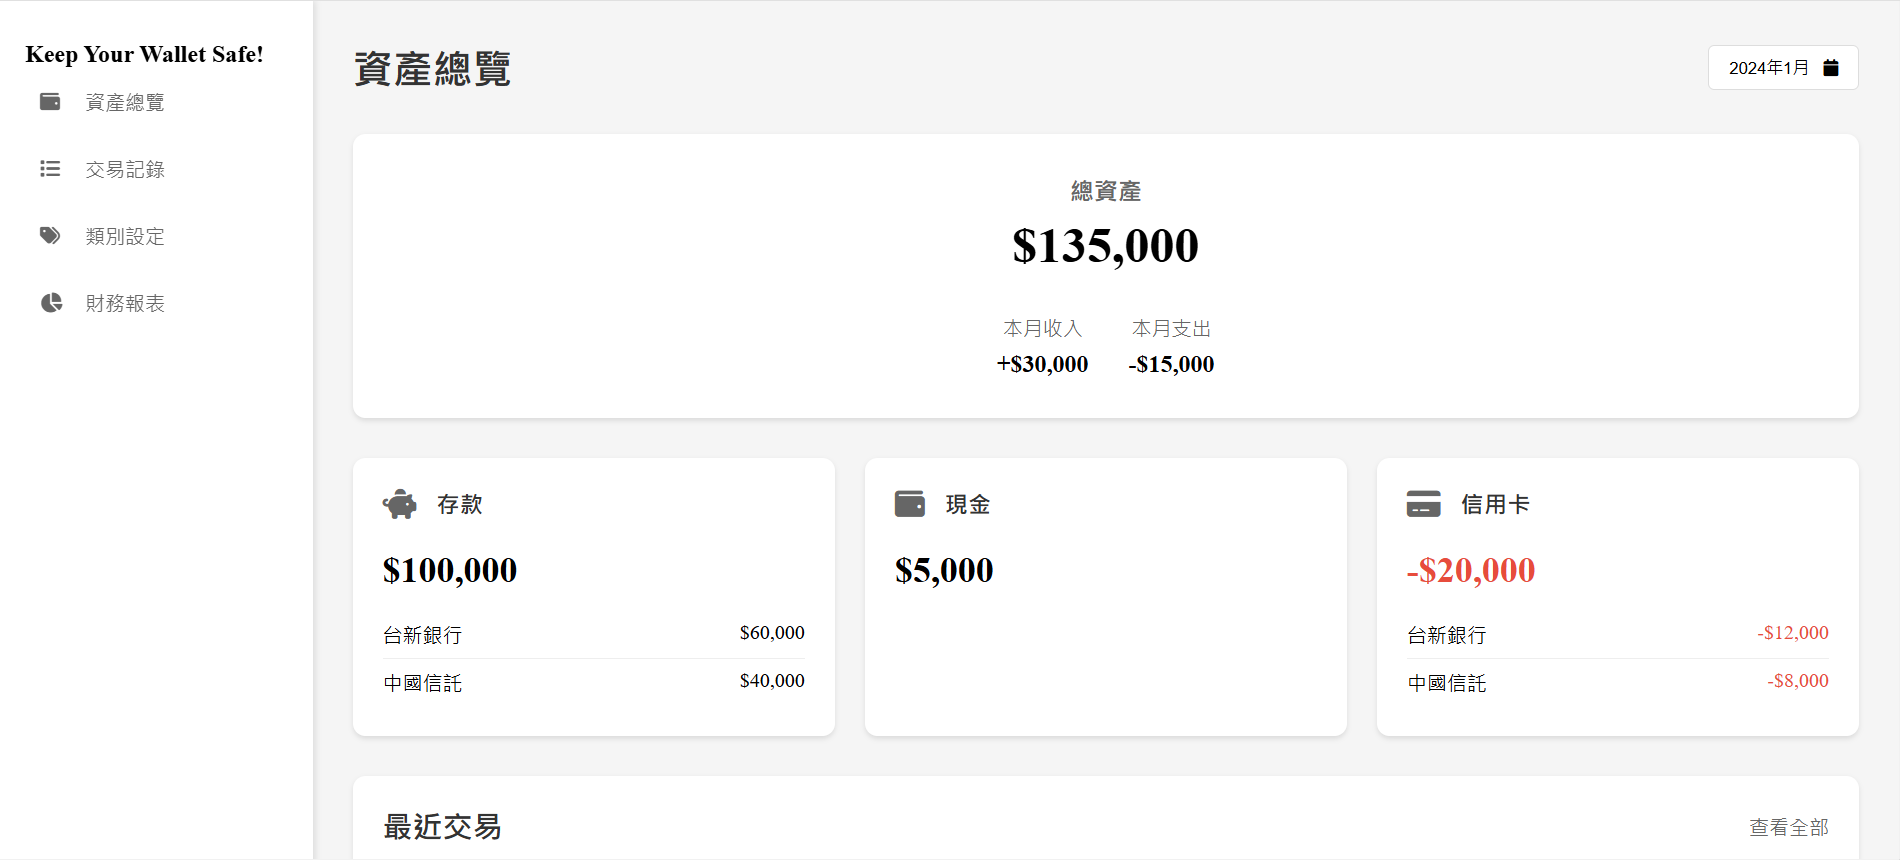 Keep Your Wallet Safe!
資產總覽
交易記錄
類別設定
財務報表
資產總覽
2024年1月
總資產
$135,000
本月收入
+$30,000
本月支出
-$15,000
存款
$100,000
台新銀行 $60,000
中國信託 $40,000
現金
$5,000
信用卡
-$20,000
台新銀行 -$12,000
中國信託 -$8,000
最近交易
查看全部